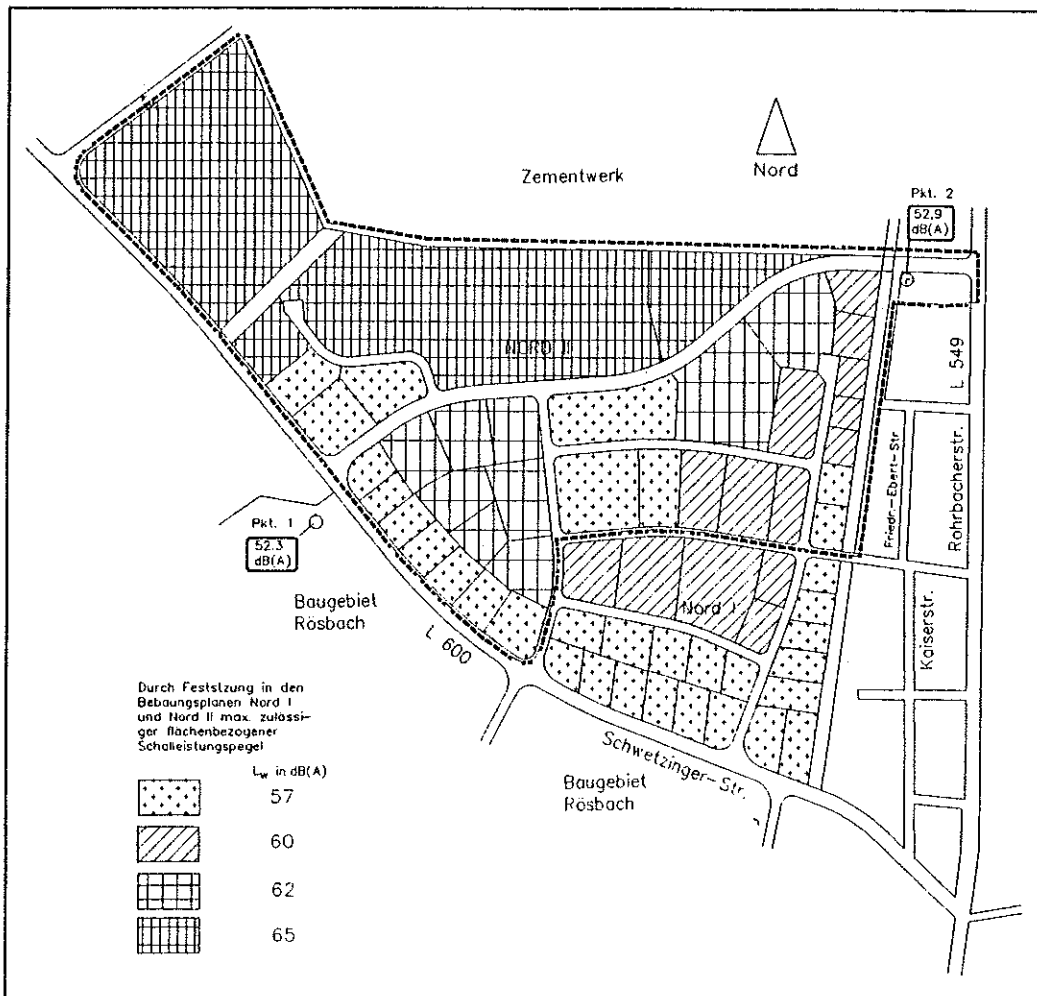 Zementwerk
Nord
Pkt. 2
52,9
dB(A)
NORD II
L 549
Friedr.-Ebert-Str
Rohrbacherstr.
Pkt. 1
52.3
dB(A)
Baugebiet
Rösbach
L 600
Nord I
Kaiserstr.
Durch Feststzung in den
Bebaungsplanen Nord I
und Nord II max. zulässi-
ger flächenbezogener
Schalleistungspegel
Lw in dB(A)
57
60
62
65
Schwetzinger-Str.
Baugebiet
Rösbach